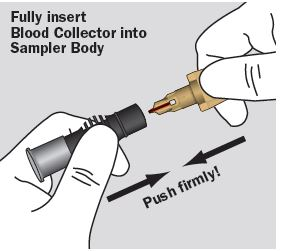 Fully insert
Blood Collector into
Sampler Body
Push firmly!